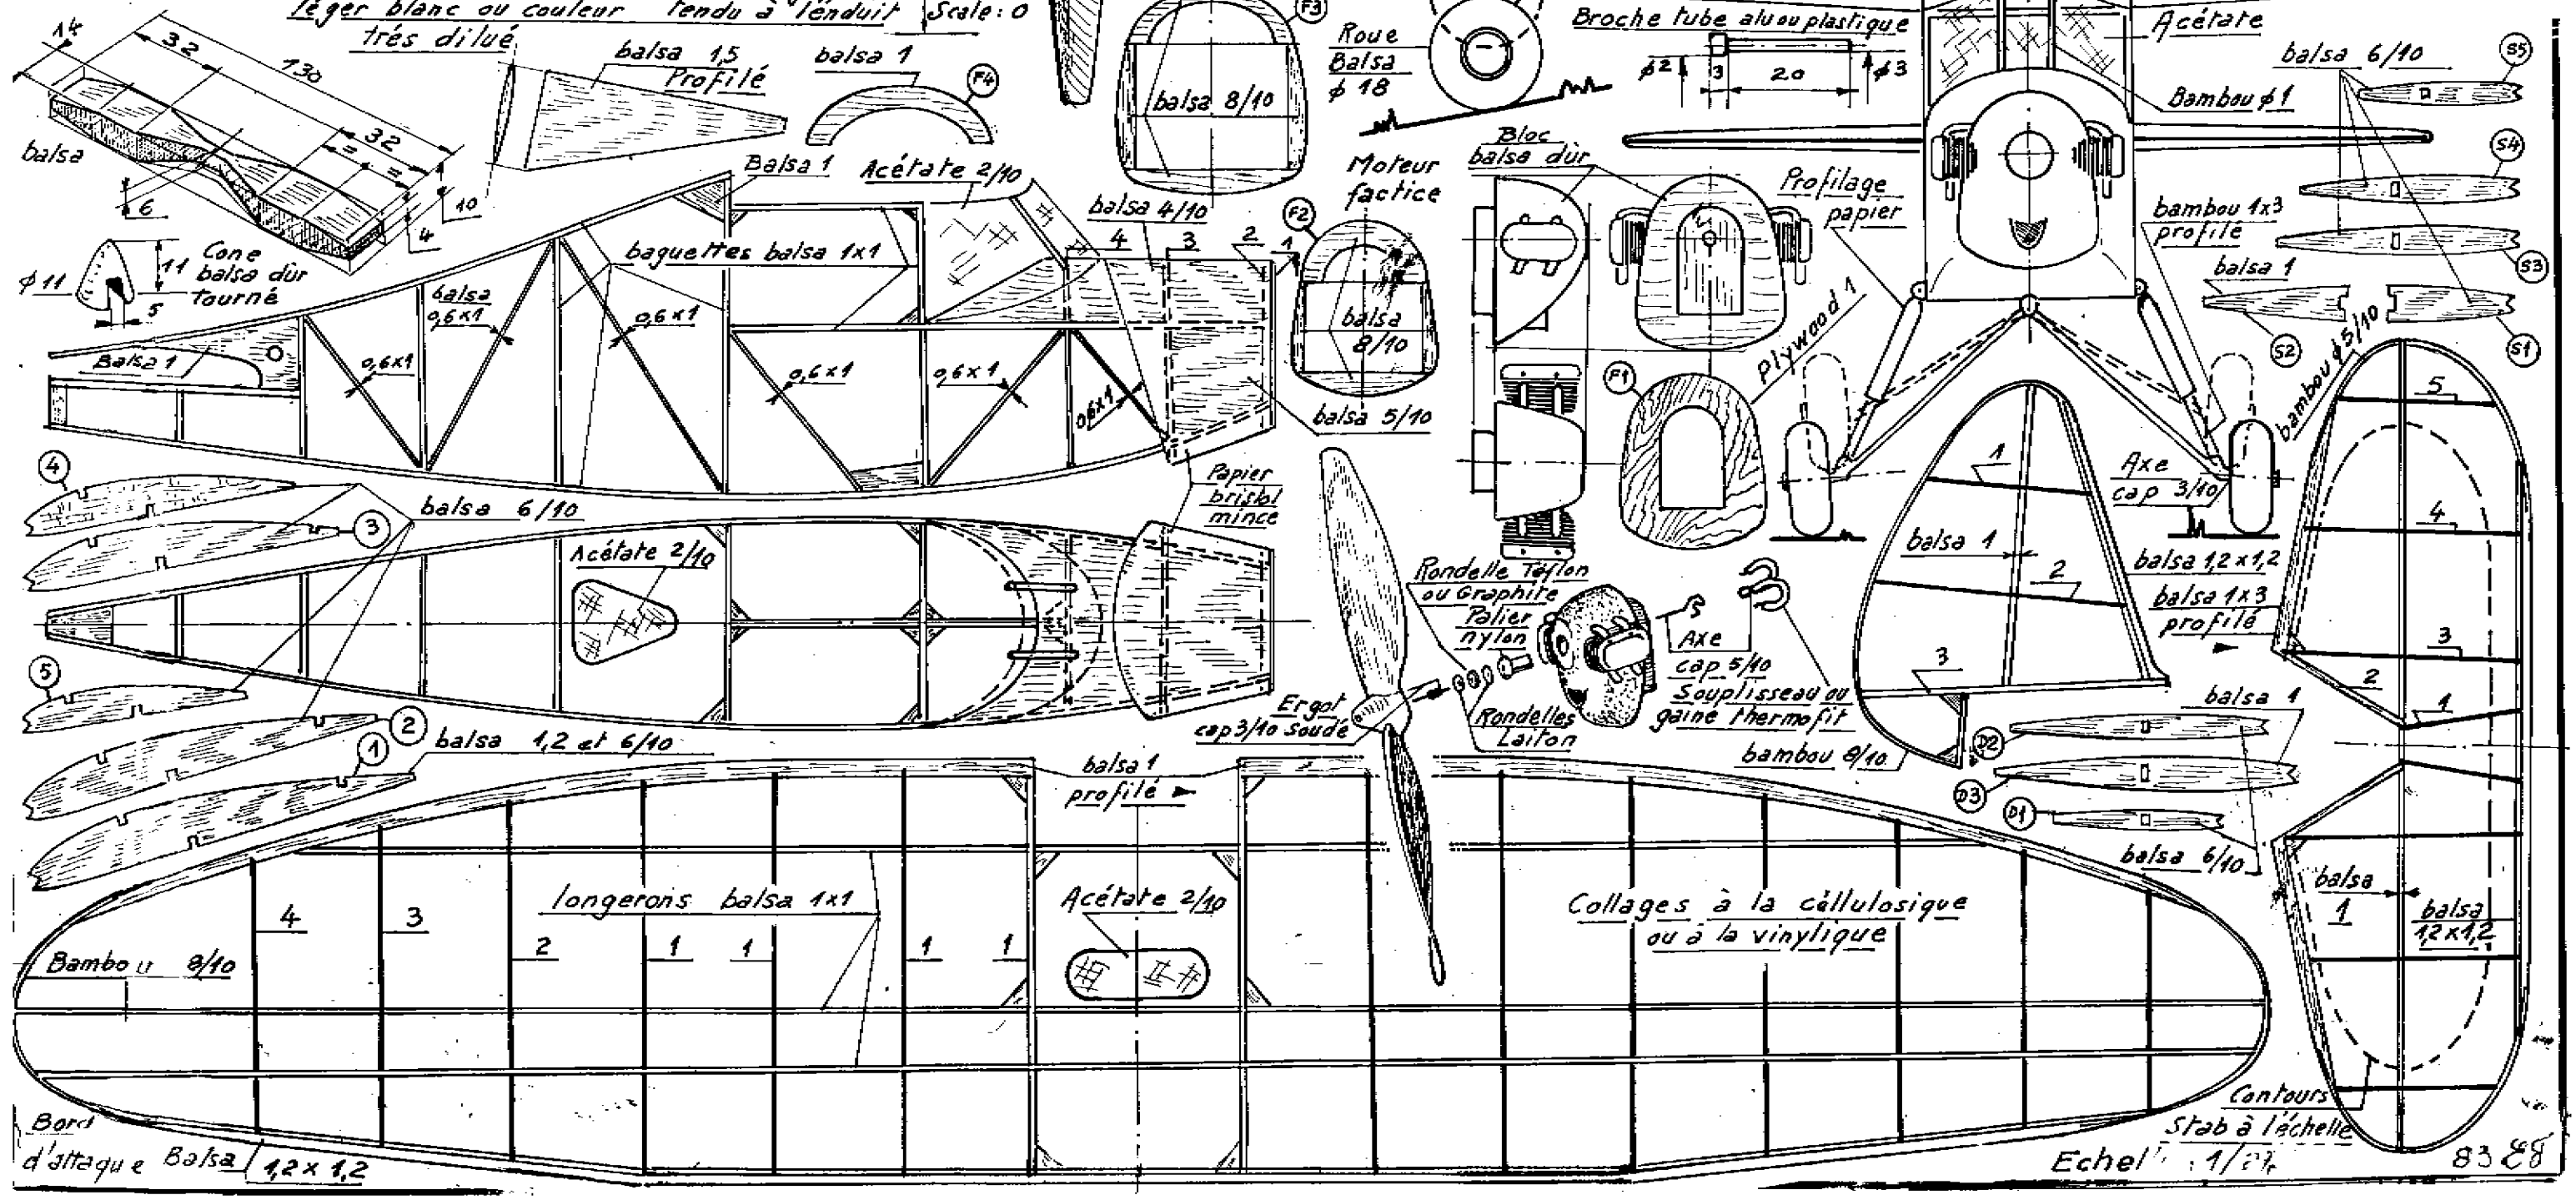 léger blanc ou couleur tendu à l'enduit
très dilué
Scale: 0
14
32
130
32
=
=
10
4
6
balsa
balsa 1,5
Profilé
balsa 1
F4
F3
balsa 8/10
Roue
Balsa
ϕ 18
Broche tube alu ou plastique
ϕ2
3
20
ϕ3
Acétate
Bambou ϕ1
balsa 6/10
S5
S4
S3
Cone
balsa dùr
tourné
ϕ11
11
5
Balsa 1
Acétate 2/10
balsa 4/10
4
3
2
1
baguettes balsa 1x1
balsa
0,6x1
0,6x1
0,6x1
0,6x1
0,6x1
0,6x1
Balsa 1
balsa 5/10
Papier
bristol
mince
F2
balsa
8/10
Moteur
factice
Bloc
balsa dùr
Profilage
papier
Plywood 1
F1
bambou 1x3
profilé
balsa 1
S2
S1
bambou ϕ 5/10
Axe
cap 3/10
4
3
balsa 6/10
Acétate 2/10
5
2
1
balsa 1,2 et 6/10
Rondelle Téflon
ou Graphite
Palier
nylon
Axe
cap 5/10
Souplisseau ou
gaine thermofit
Ergot
cap 3/10 Soudé
Rondelles
Laiton
1
balsa 1
2
3
bambou 8/10
balsa 1,2x1,2
balsa 1x3
profilé
5
4
3
2
1
balsa 1
D2
D3
D1
balsa 6/10
balsa
1
balsa
1,2x1,2
balsa 1
profilé
longerons balsa 1x1
Acétate 2/10
Collages à la céllulosique
ou à la vinylique
4
3
2
1
1
1
1
Bambou 8/10
Bord
d'attaque Balsa 1,2 x 1,2
Contours
Stab à l'échelle
83